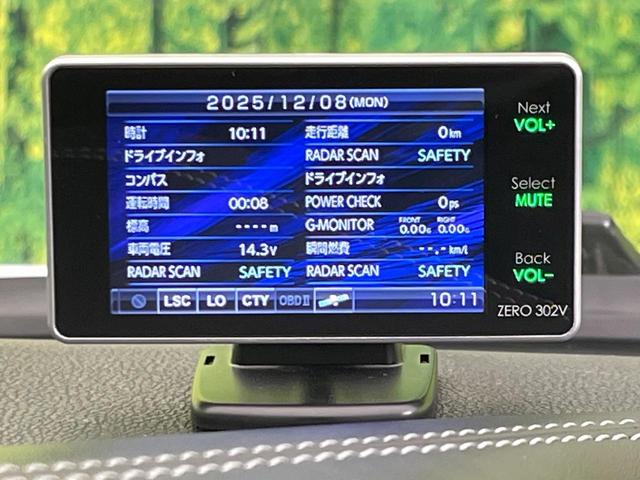 2025/12/08(MON)
時計 10:11 走行距離 0km
ドライブインフォ RADAR SCAN SAFETY
コンパス ドライブインフォ
運転時間 00:08 POWER CHECK 0ps
標高 ----m G-MONITOR FRONT 0.00G RIGHT 0.00G
車両電圧 14.3V 瞬間燃費 --.-km/l
RADAR SCAN SAFETY RADAR SCAN SAFETY
LSC LO CTY OBDII 10:11
Next
VOL+
Select
MUTE
Back
VOL-
ZERO 302V